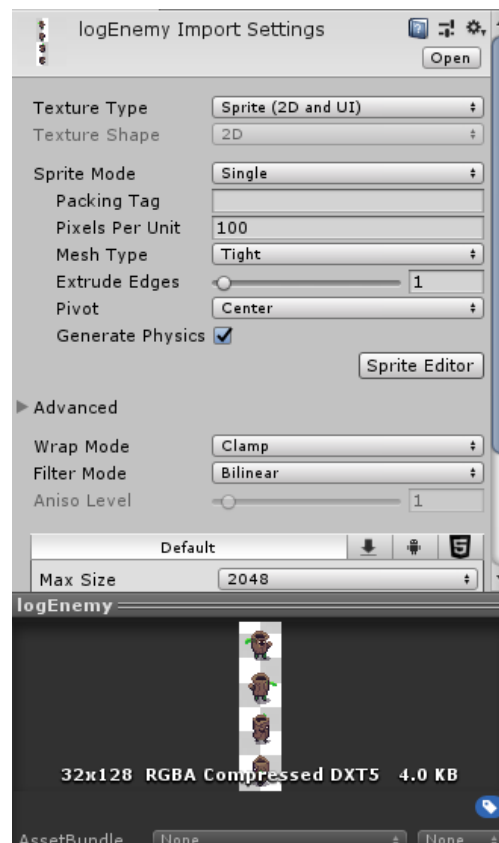 logEnemy Import Settings
Open
Texture Type Sprite (2D and UI)
Texture Shape 2D
Sprite Mode Single
Packing Tag
Pixels Per Unit 100
Mesh Type Tight
Extrude Edges 1
Pivot Center
Generate Physics
Sprite Editor
Advanced
Wrap Mode Clamp
Filter Mode Bilinear
Aniso Level 1
Default
Max Size 2048
logEnemy
32x128 RGBA Compressed DXT5 4.0 KB
AssetBundle None None